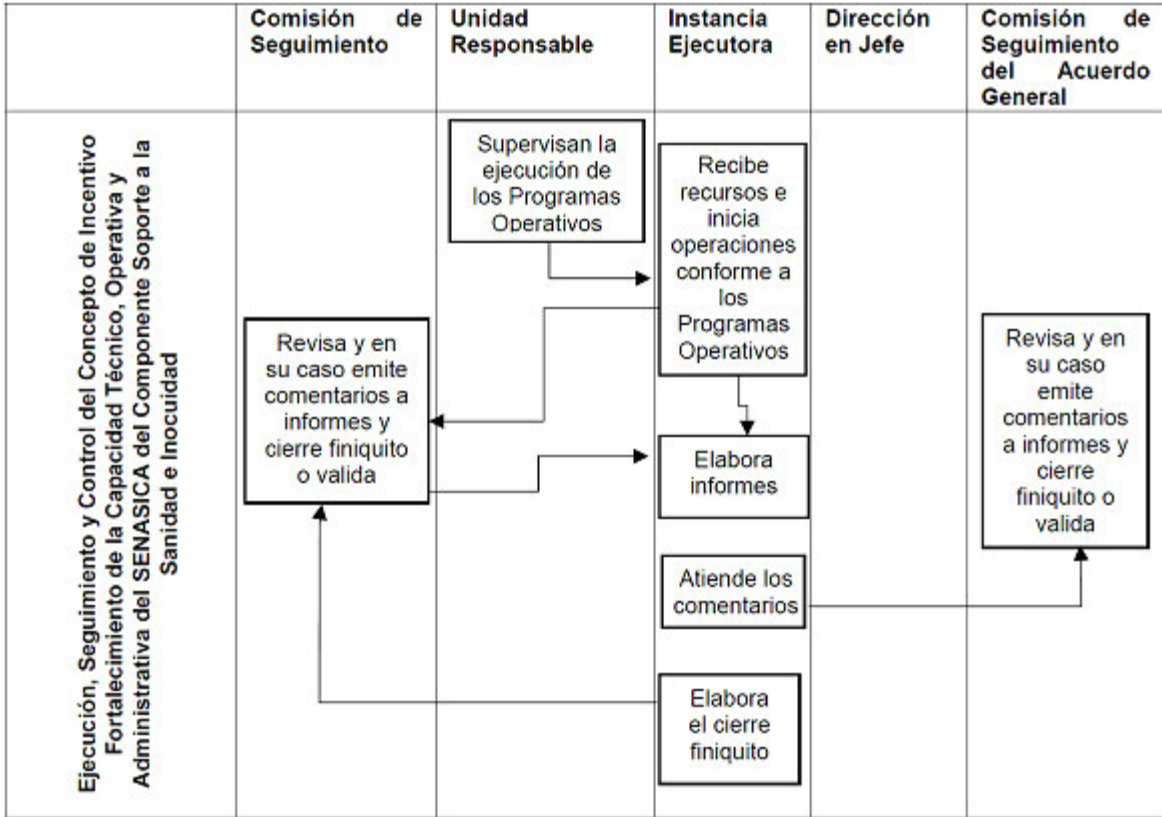 Comisión de
Seguimiento
Unidad
Responsable
Instancia
Ejecutora
Dirección
en Jefe
Comisión de
Seguimiento
del Acuerdo
General
Ejecución, Seguimiento y Control del Concepto de Incentivo
Fortalecimiento de la Capacidad Técnico, Operativa y
Administrativa del SENASICA del Componente Soporte a la
Sanidad e Inocuidad
Supervisan la
ejecución de
los Programas
Operativos
Recibe
recursos e
inicia
operaciones
conforme a
los
Programas
Operativos
Revisa y en
su caso emite
comentarios a
informes y
cierre finiquito
o valida
Elabora
informes
Revisa y en
su caso
emite
comentarios
a informes y
cierre
finiquito o
valida
Atiende los
comentarios
Elabora
el cierre
finiquito